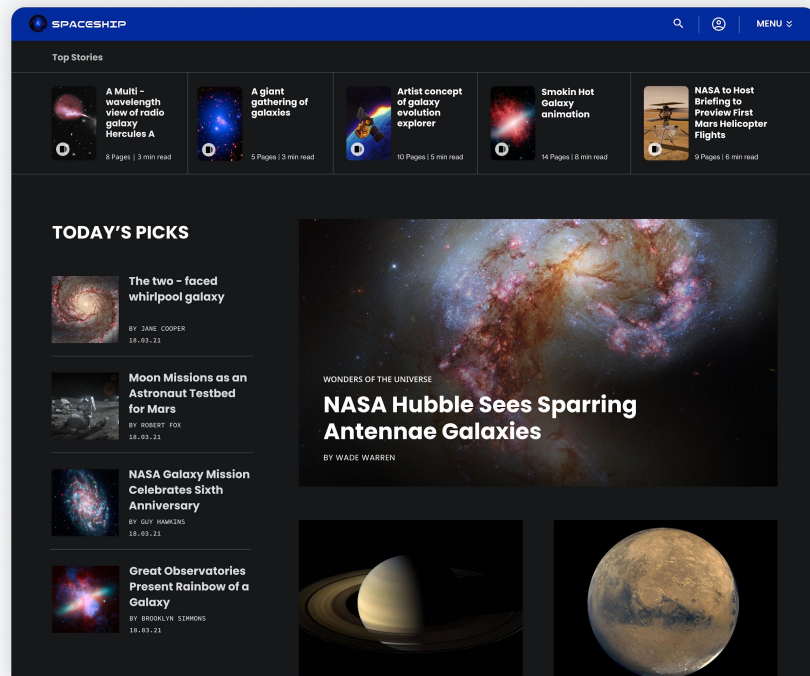 SPACESHIP
MENU
Top Stories
A Multi -
wavelength
view of radio
galaxy
Hercules A
8 Pages | 3 min read
A giant
gathering of
galaxies
5 Pages | 3 min read
Artist concept
of galaxy
evolution
explorer
10 Pages | 5 min read
Smokin Hot
Galaxy
animation
14 Pages | 8 min read
NASA to Host
Briefing to
Preview First
Mars Helicopter
Flights
9 Pages | 6 min read
TODAY'S PICKS
The two - faced
whirlpool galaxy
BY JANE COOPER
18.03.21
Moon Missions as an
Astronaut Testbed
for Mars
BY ROBERT FOX
18.03.21
NASA Galaxy Mission
Celebrates Sixth
Anniversary
BY GUY HAWKINS
18.03.21
Great Observatories
Present Rainbow of a
Galaxy
BY BROOKLYN SIMMONS
18.03.21
WONDERS OF THE UNIVERSE
NASA Hubble Sees Sparring
Antennae Galaxies
BY WADE WARREN